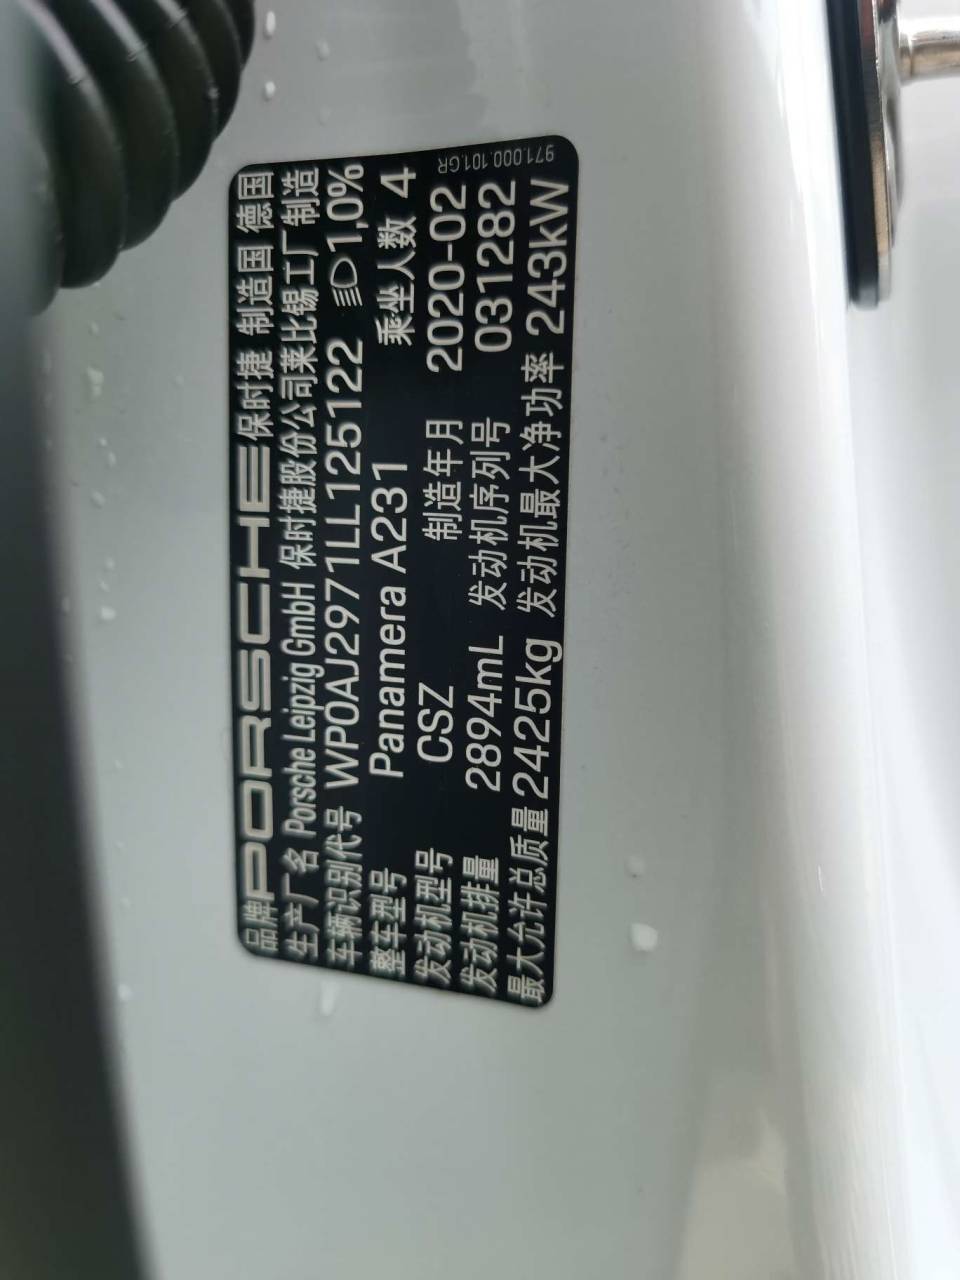 品牌 PORSCHE 保时捷 制造国 德国
生产厂名 Porsche Leipzig GmbH 保时捷股份公司莱比锡工厂制造
车辆识别代号 WP0AJ2971LL125122 1,0%
整车型号 Panamera A231 乘坐人数 4
发动机型号 CSZ 制造年月 2020-02
发动机排量 2894mL 发动机序列号 031282
最大允许总质量 2425kg 发动机最大净功率 243kW
971.000.101.GR